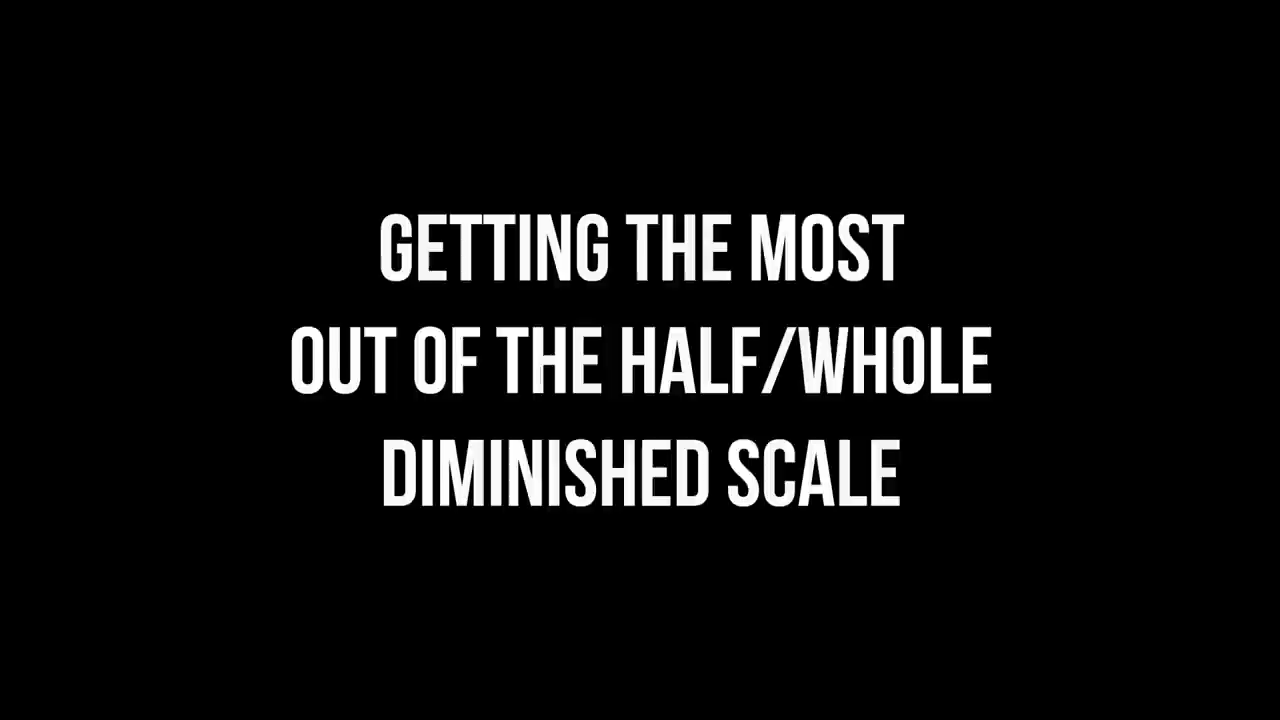 GETTING THE MOST
OUT OF THE HALF/WHOLE
DIMINISHED SCALE